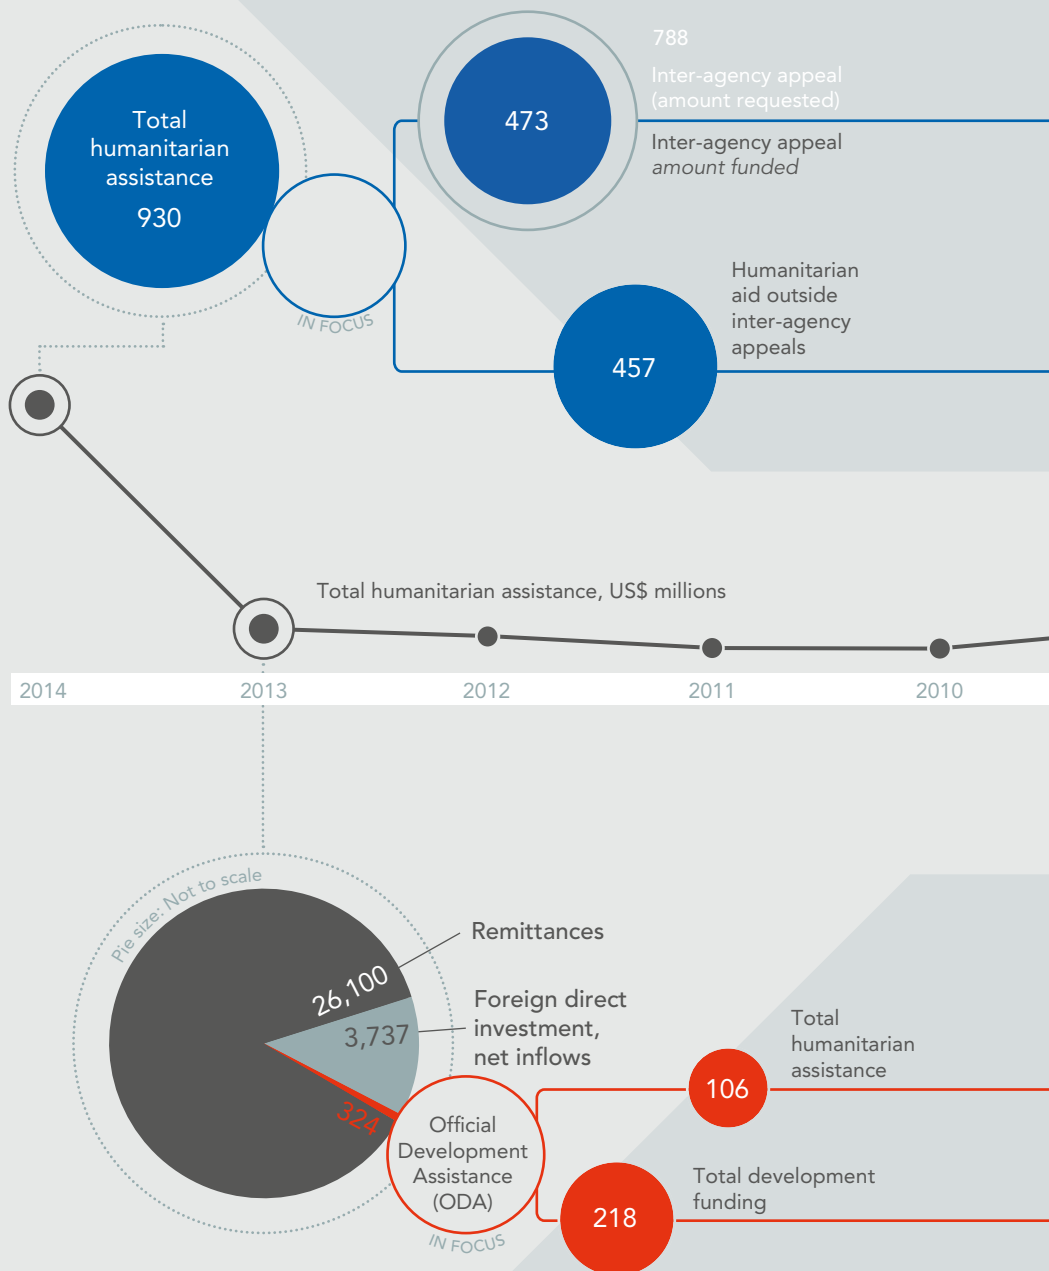 Total
humanitarian
assistance
930
IN FOCUS
473
788
Inter-agency appeal
(amount requested)
Inter-agency appeal
amount funded
457
Humanitarian
aid outside
inter-agency
appeals
Total humanitarian assistance, US$ millions
2014
2013
2012
2011
2010
Pie size: Not to scale
26,100
Remittances
3,737
Foreign direct
investment,
net inflows
324
Official
Development
Assistance
(ODA)
IN FOCUS
106
Total
humanitarian
assistance
218
Total development
funding